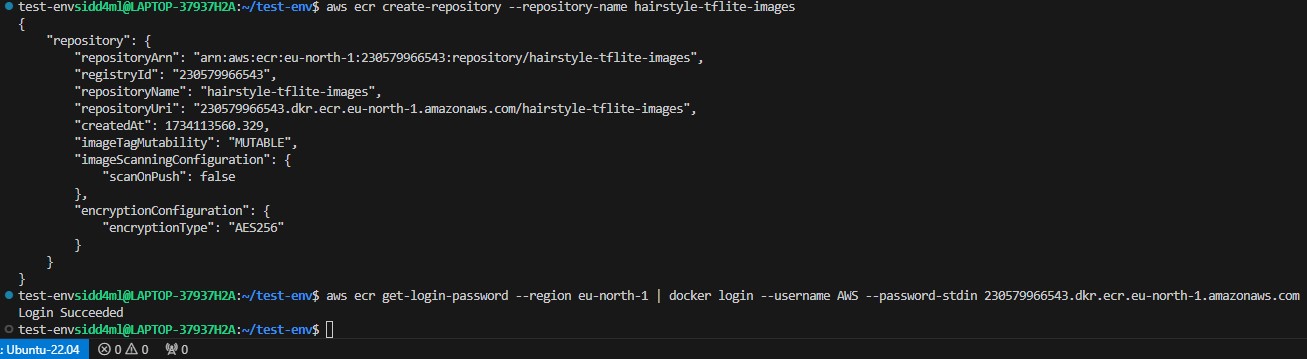 test-envsidd4ml@LAPTOP-37937H2A:~/test-env$ aws ecr create-repository --repository-name hairstyle-tflite-images
{
    "repository": {
        "repositoryArn": "arn:aws:ecr:eu-north-1:230579966543:repository/hairstyle-tflite-images",
        "registryId": "230579966543",
        "repositoryName": "hairstyle-tflite-images",
        "repositoryUri": "230579966543.dkr.ecr.eu-north-1.amazonaws.com/hairstyle-tflite-images",
        "createdAt": 1734113560.329,
        "imageTagMutability": "MUTABLE",
        "imageScanningConfiguration": {
            "scanOnPush": false
        },
        "encryptionConfiguration": {
            "encryptionType": "AES256"
        }
    }
}
test-envsidd4ml@LAPTOP-37937H2A:~/test-env$ aws ecr get-login-password --region eu-north-1 | docker login --username AWS --password-stdin 230579966543.dkr.ecr.eu-north-1.amazonaws.com
Login Succeeded
test-envsidd4ml@LAPTOP-37937H2A:~/test-env$
: Ubuntu-22.04 0 0 0